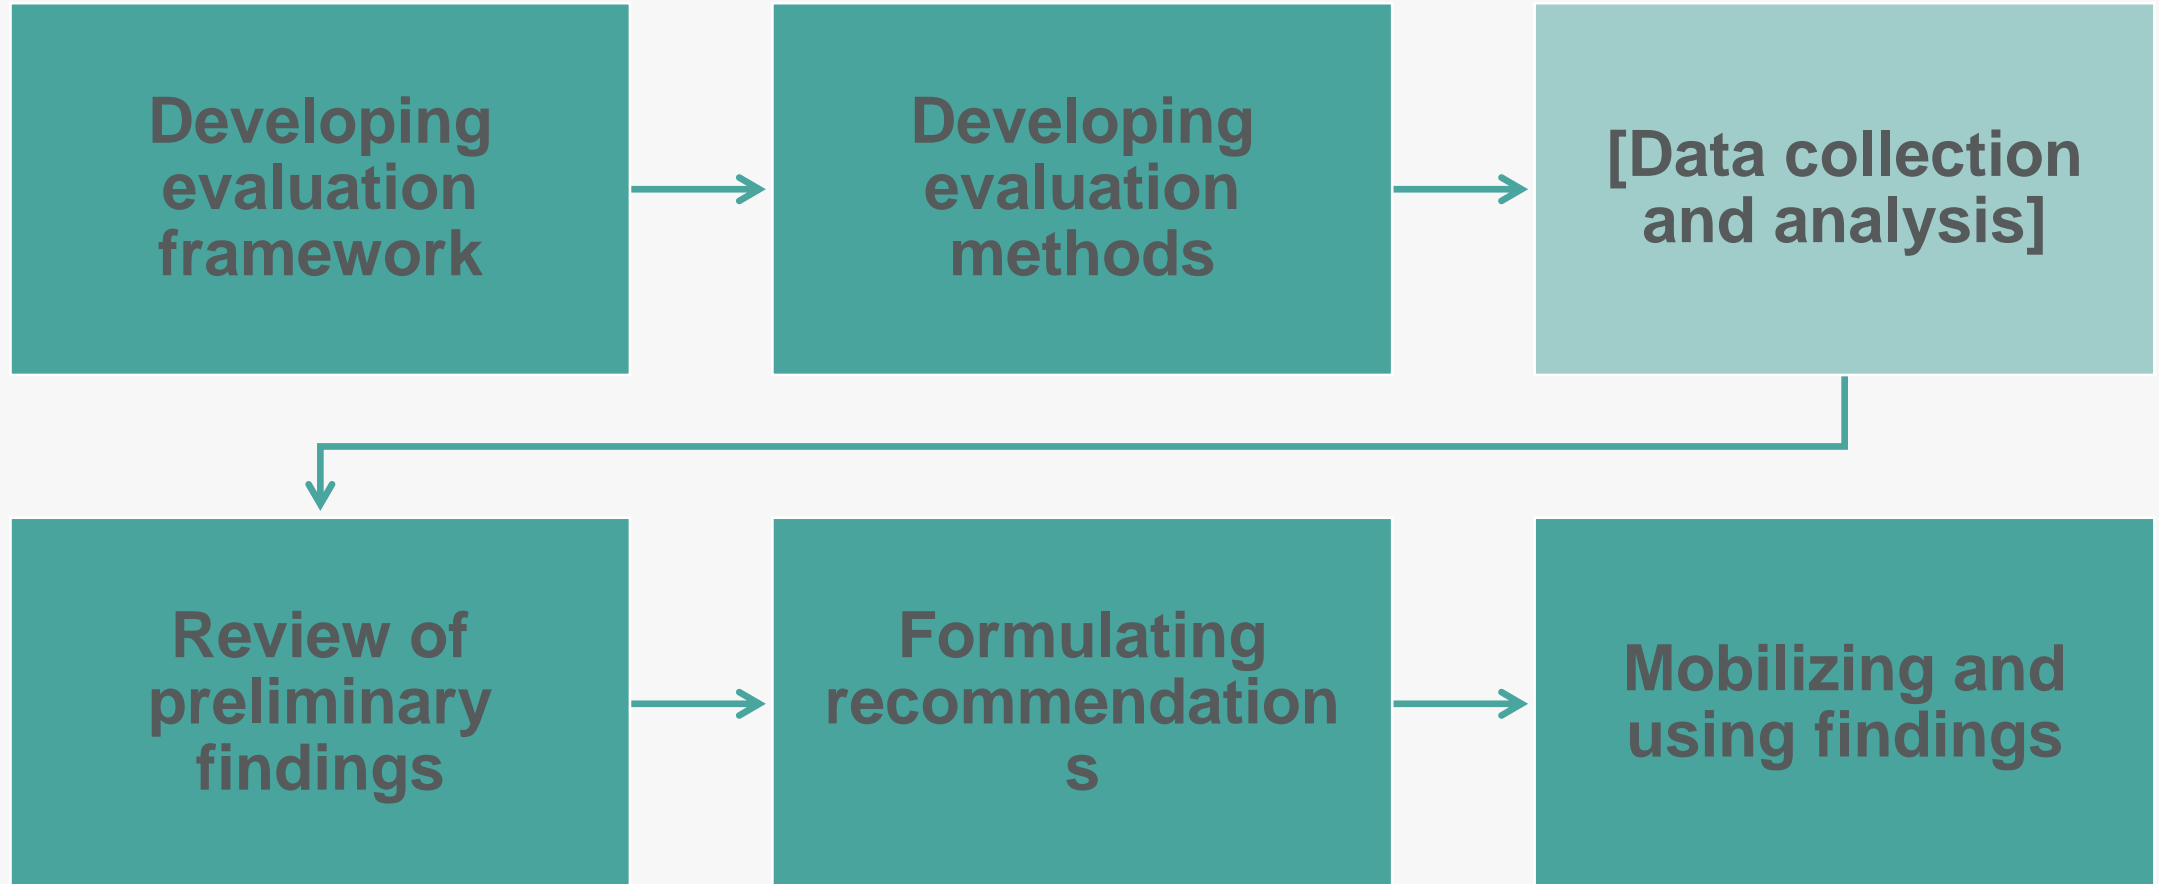 Developing
evaluation
framework
Developing
evaluation
methods
[Data collection
and analysis]
Review of
preliminary
findings
Formulating
recommendation
s
Mobilizing and
using findings